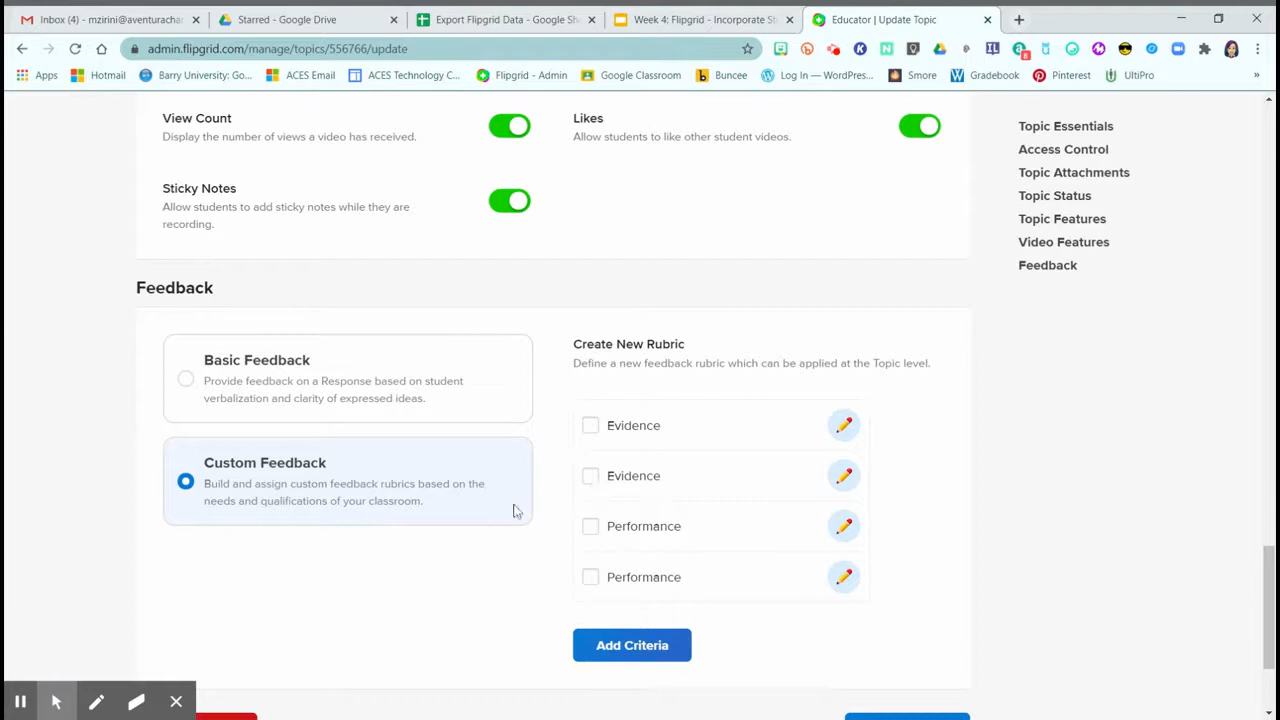 Inbox (4) - mzirini@aventuracha
Starred - Google Drive
Export Flipgrid Data - Google Sh
Week 4: Flipgrid - Incorporate St
Educator | Update Topic
admin.flipgrid.com/manage/topics/556766/update
Apps
Hotmail
Barry University: Go...
ACES Email
ACES Technology C...
Flipgrid - Admin
Google Classroom
Buncee
Log In — WordPres...
Smore
Gradebook
Pinterest
UltiPro
»
View Count
Display the number of views a video has received.
Likes
Allow students to like other student videos.
Sticky Notes
Allow students to add sticky notes while they are
recording.
Topic Essentials
Access Control
Topic Attachments
Topic Status
Topic Features
Video Features
Feedback
Feedback
Basic Feedback
Provide feedback on a Response based on student
verbalization and clarity of expressed ideas.
Custom Feedback
Build and assign custom feedback rubrics based on the
needs and qualifications of your classroom.
Create New Rubric
Define a new feedback rubric which can be applied at the Topic level.
Evidence
Evidence
Performance
Performance
Add Criteria